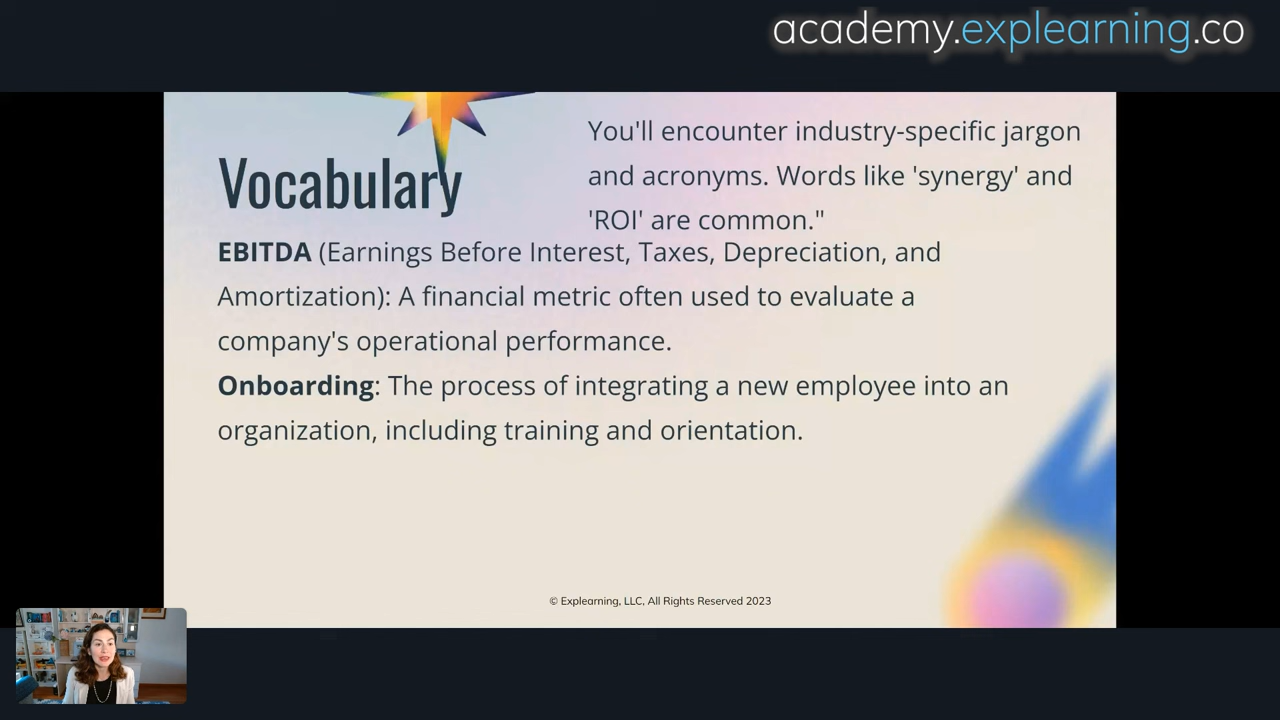 academy.explearning.co
You'll encounter industry-specific jargon
and acronyms. Words like 'synergy' and
'ROI' are common."
Vocabulary
EBITDA (Earnings Before Interest, Taxes, Depreciation, and
Amortization): A financial metric often used to evaluate a
company's operational performance.
Onboarding: The process of integrating a new employee into an
organization, including training and orientation.
© Explearning, LLC, All Rights Reserved 2023